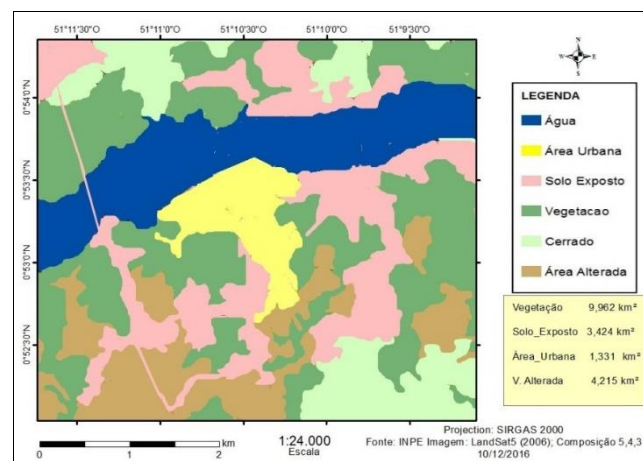 51°11'30"O 51°11'0"O 51°10'30"O 51°10'0"O 51°9'30"O
0°54'0"N
0°53'30"N
0°53'0"N
0°52'30"N
N
W E
S
LEGENDA
Água
Área Urbana
Solo Exposto
Vegetacao
Cerrado
Área Alterada
Vegetação 9,962 km²
Solo_Exposto 3,424 km²
Área_Urbana 1,331 km²
V. Alterada 4,215 km²
0 1 2 km
1:24.000
Escala
Projection: SIRGAS 2000
Fonte: INPE Imagem: LandSat5 (2006); Composição 5,4,3
10/12/2016